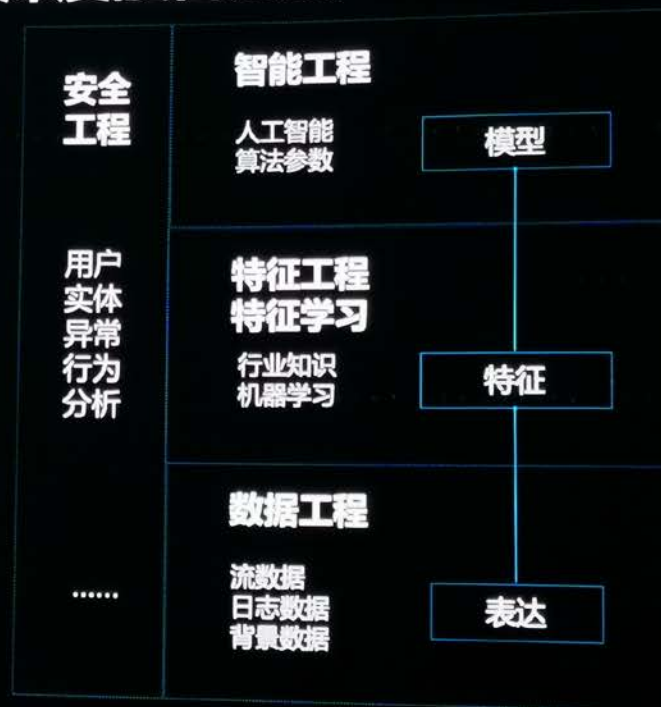 安全
工程
用户
实体
异常
行为
分析
……
智能工程
人工智能
算法参数
模型
特征工程
特征学习
行业知识
机器学习
特征
数据工程
流数据
日志数据
背景数据
表达